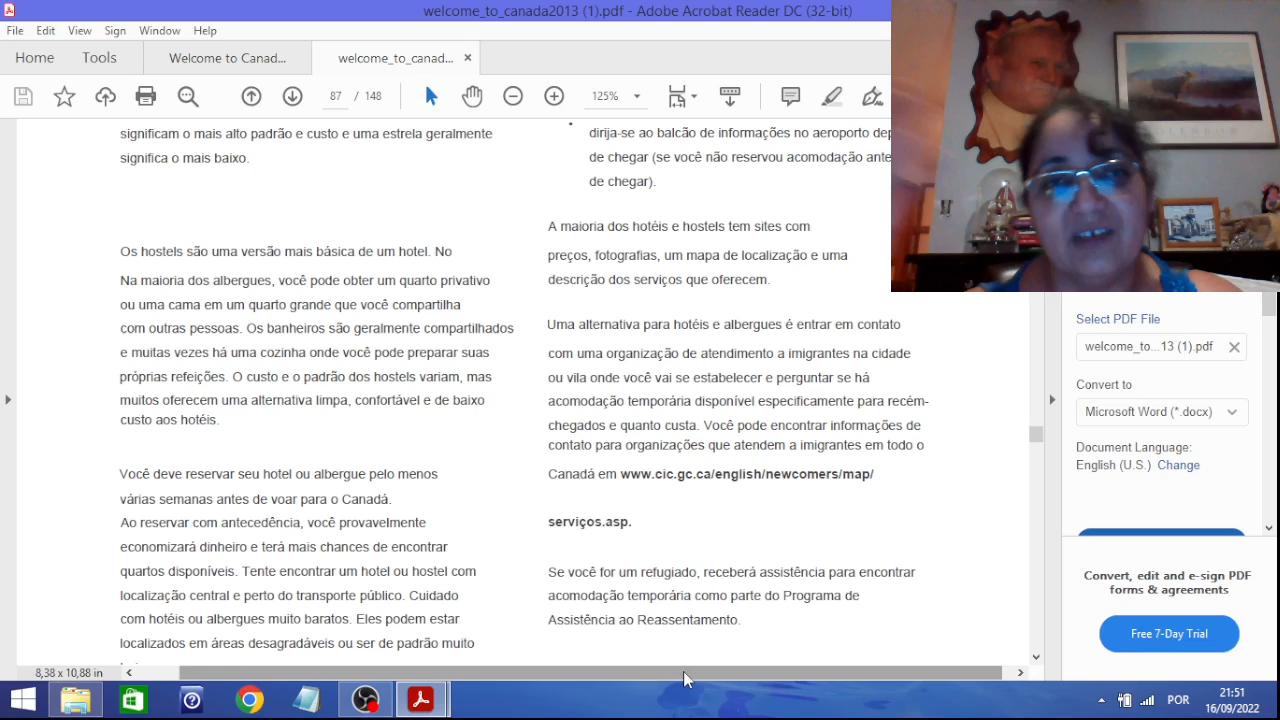 welcome_to_canada2013 (1).pdf - Adobe Acrobat Reader DC (32-bit)
File Edit View Sign Window Help
Home Tools Welcome to Canad... welcome_to_canad... ×
87 / 148 125%
significam o mais alto padrão e custo e uma estrela geralmente
significa o mais baixo.
Os hostels são uma versão mais básica de um hotel. No
Na maioria dos albergues, você pode obter um quarto privativo
ou uma cama em um quarto grande que você compartilha
com outras pessoas. Os banheiros são geralmente compartilhados
e muitas vezes há uma cozinha onde você pode preparar suas
próprias refeições. O custo e o padrão dos hostels variam, mas
muitos oferecem uma alternativa limpa, confortável e de baixo
custo aos hotéis.
Você deve reservar seu hotel ou albergue pelo menos
várias semanas antes de voar para o Canadá.
Ao reservar com antecedência, você provavelmente
economizará dinheiro e terá mais chances de encontrar
quartos disponíveis. Tente encontrar um hotel ou hostel com
localização central e perto do transporte público. Cuidado
com hotéis ou albergues muito baratos. Eles podem estar
localizados em áreas desagradáveis ou ser de padrão muito
• dirija-se ao balcão de informações no aeroporto dep
de chegar (se você não reservou acomodação ante
de chegar).
A maioria dos hotéis e hostels tem sites com
preços, fotografias, um mapa de localização e uma
descrição dos serviços que oferecem.
Uma alternativa para hotéis e albergues é entrar em contato
com uma organização de atendimento a imigrantes na cidade
ou vila onde você vai se estabelecer e perguntar se há
acomodação temporária disponível especificamente para recém-
chegados e quanto custa. Você pode encontrar informações de
contato para organizações que atendem a imigrantes em todo o
Canadá em www.cic.gc.ca/english/newcomers/map/
serviços.asp.
Se você for um refugiado, receberá assistência para encontrar
acomodação temporária como parte do Programa de
Assistência ao Reassentamento.
Select PDF File
welcome_to...13 (1).pdf
Convert to
Microsoft Word (*.docx)
Document Language:
English (U.S.) Change
Convert, edit and e-sign PDF
forms & agreements
Free 7-Day Trial
8,38 x 10,88 in
POR
21:51
16/09/2022